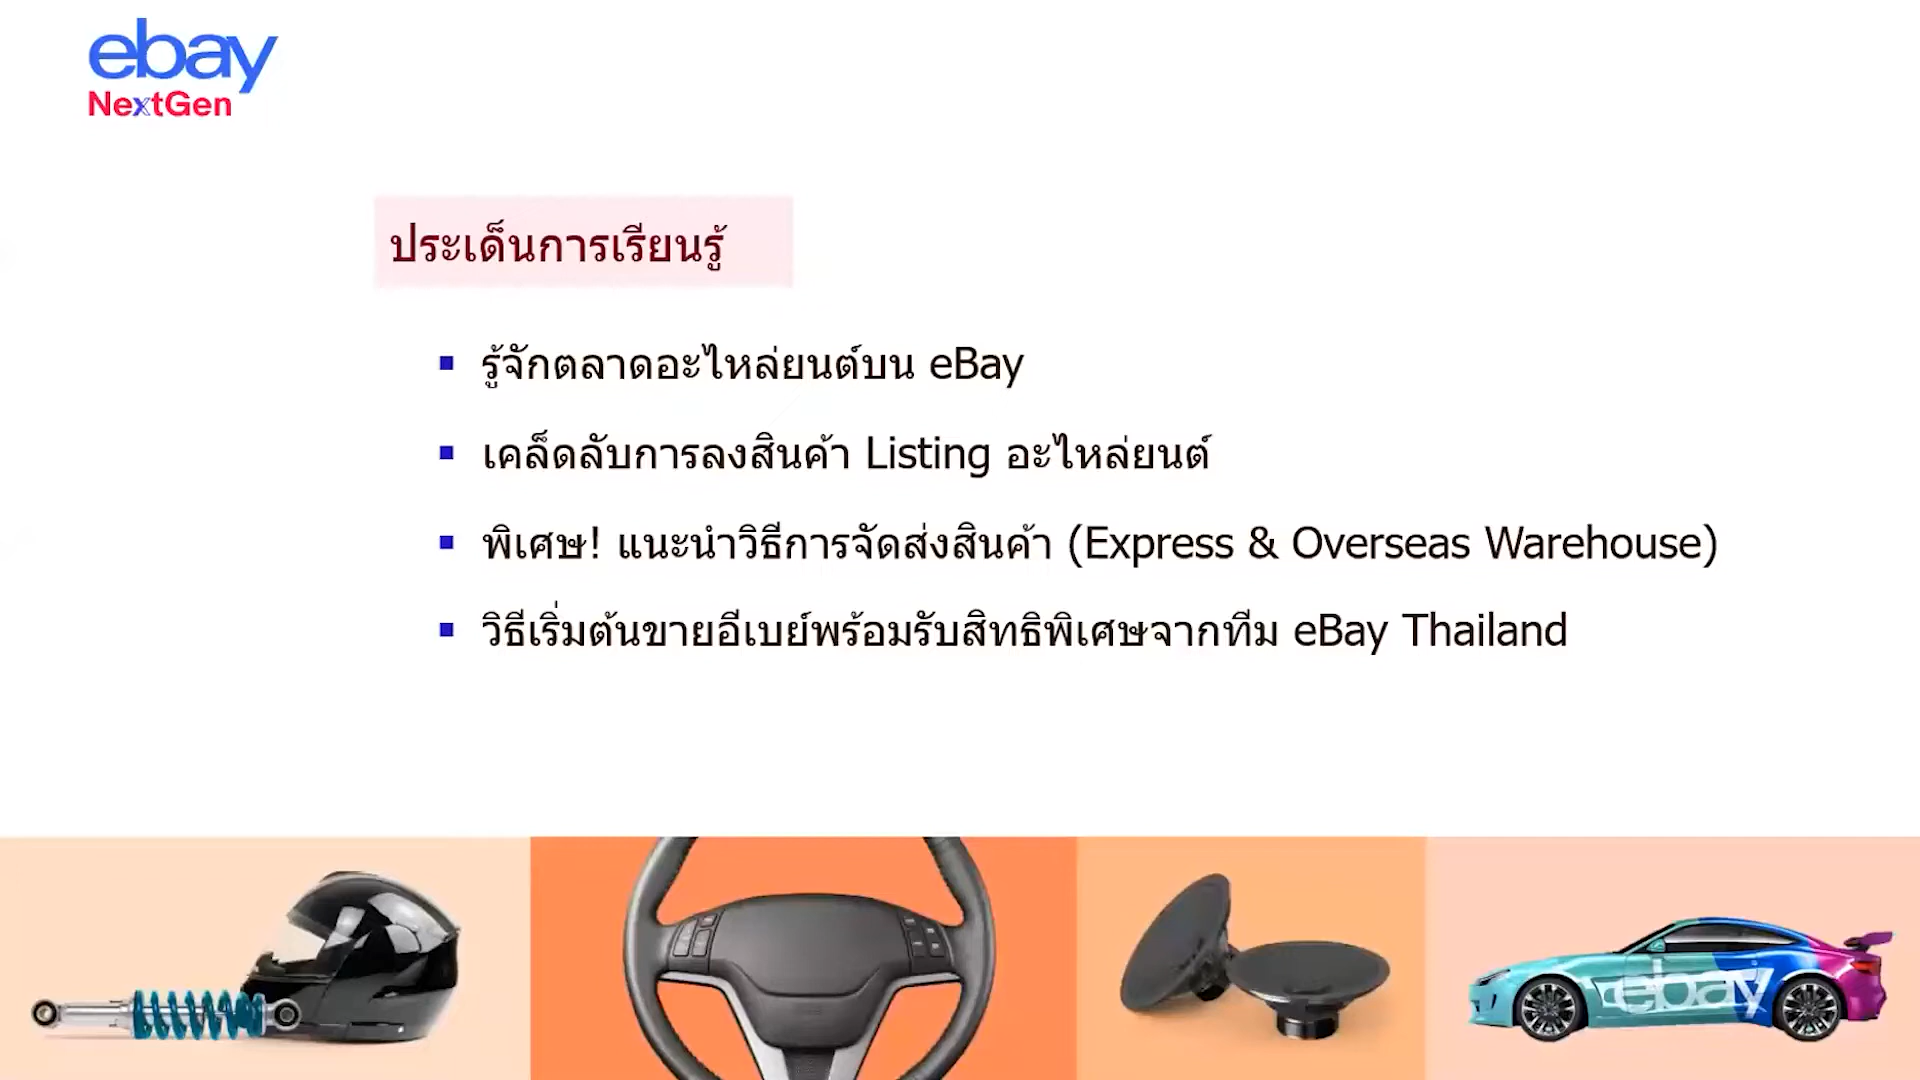 ebay
NextGen
ประเด็นการเรียนรู้
▪ รู้จักตลาดอะไหล่ยนต์บน eBay
▪ เคล็ดลับการลงสินค้า Listing อะไหล่ยนต์
▪ พิเศษ! แนะนำวิธีการจัดส่งสินค้า (Express & Overseas Warehouse)
▪ วิธีเริ่มต้นขายอีเบย์พร้อมรับสิทธิพิเศษจากทีม eBay Thailand
ebay